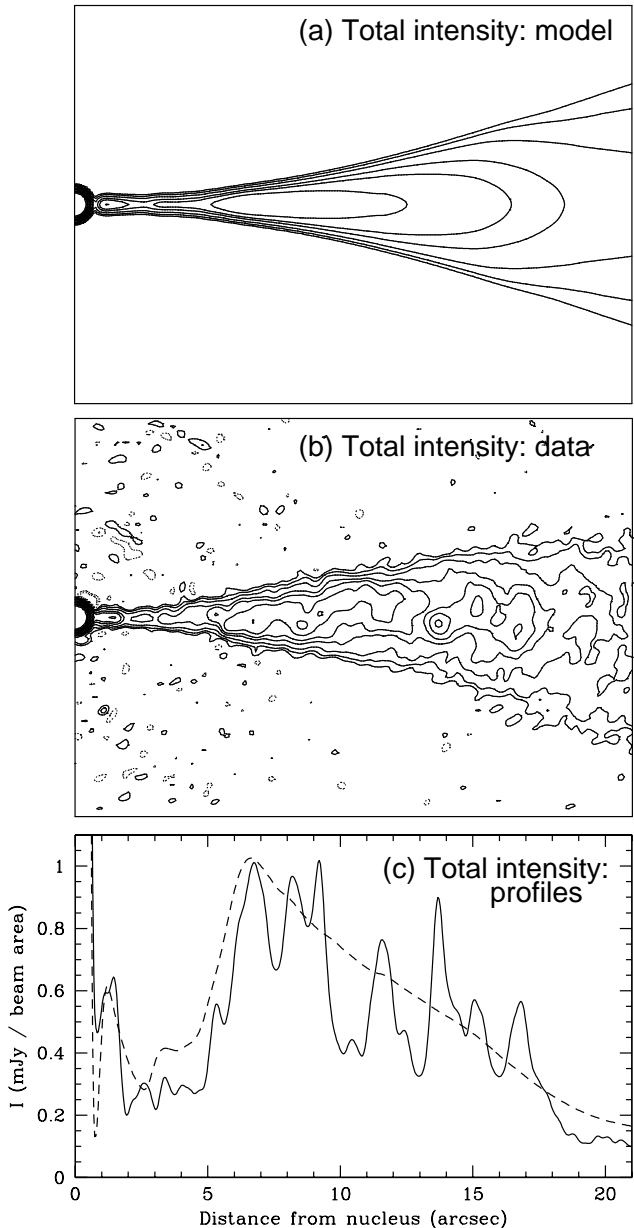 (a) Total intensity: model
(b) Total intensity: data
(c) Total intensity:
profiles
I (mJy / beam area)
1
0.8
0.6
0.4
0.2
0
0
5
10
15
20
Distance from nucleus (arcsec)